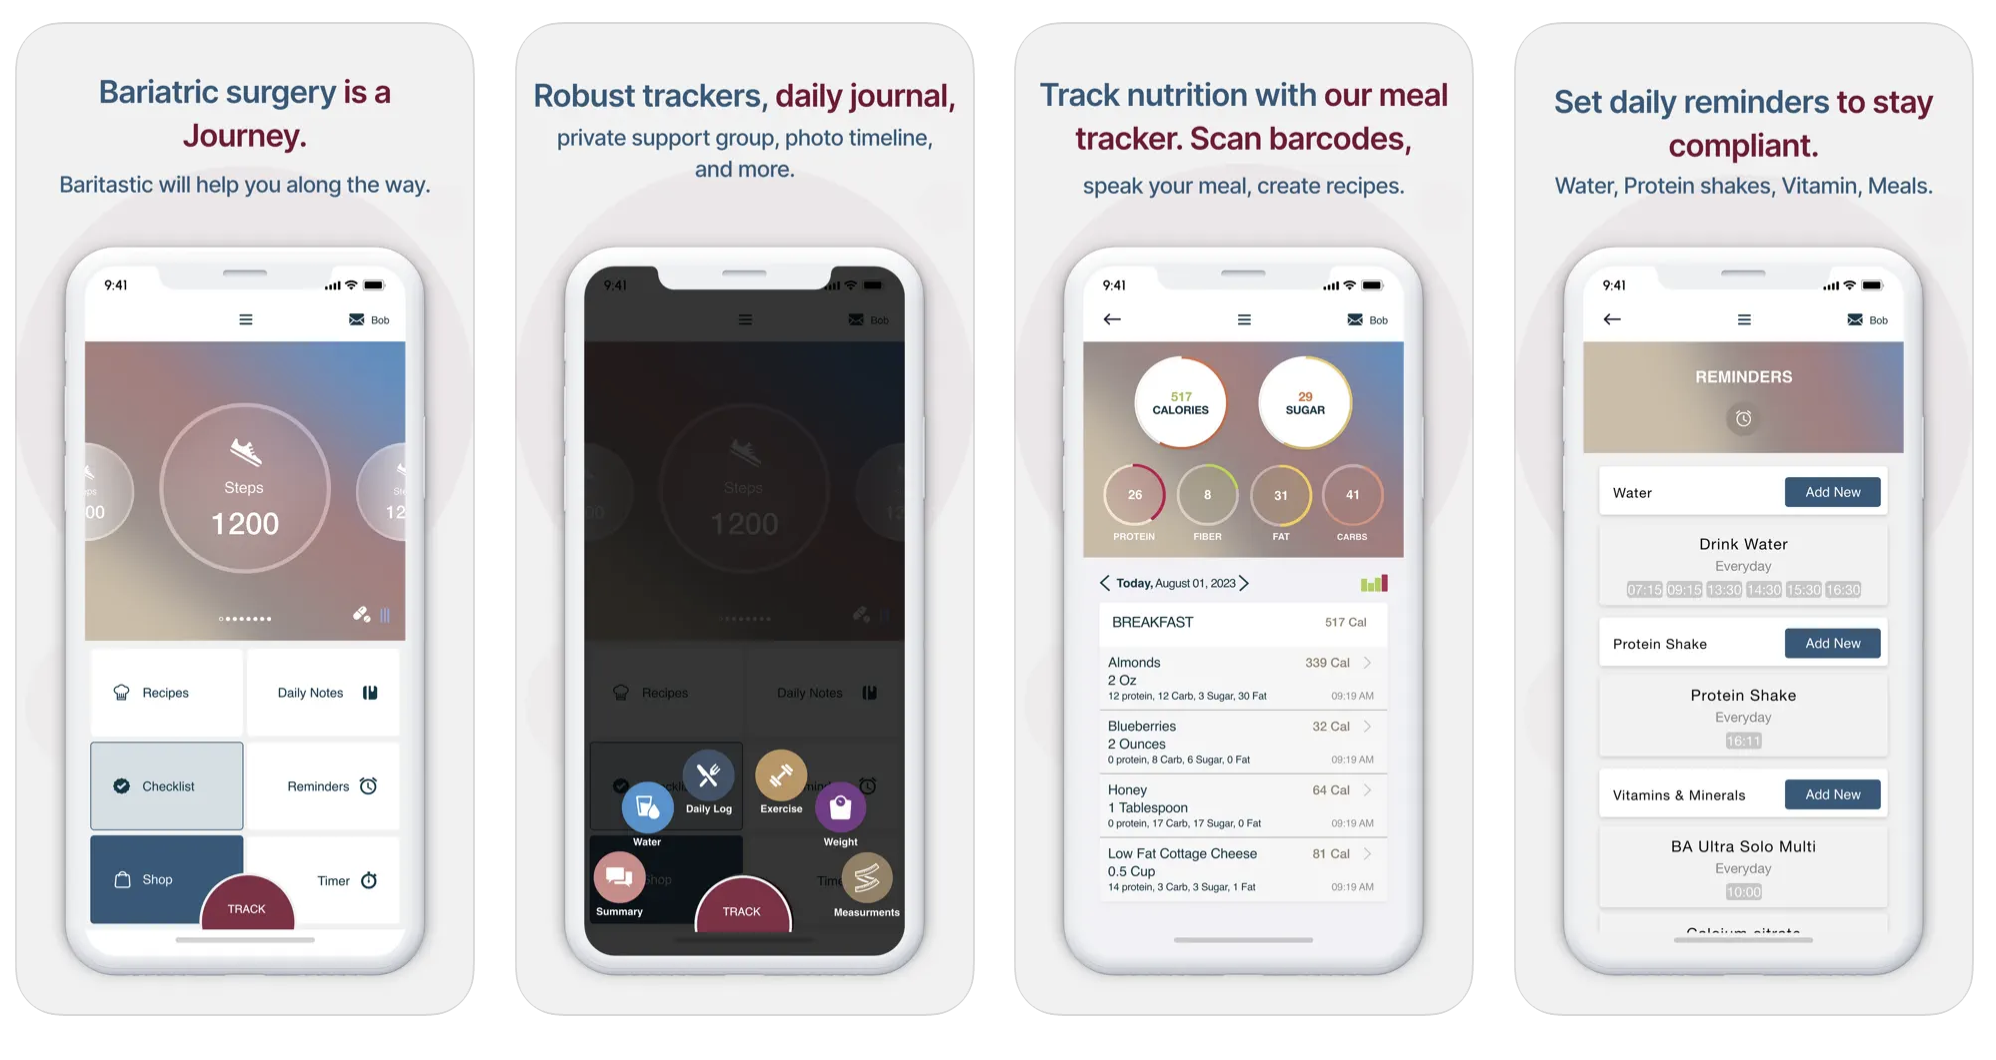 Bariatric surgery is a
Journey.
Baritastic will help you along the way.
9:41
Bob
Steps
1200
Recipes
Daily Notes
Checklist
Reminders
Shop
Timer
TRACK
Robust trackers, daily journal,
private support group, photo timeline,
and more.
9:41
Bob
Steps
1200
Recipes
Daily Notes
Daily Log
Exercise
Water
Weight
Shop
Summary
TRACK
Measurments
Track nutrition with our meal
tracker. Scan barcodes,
speak your meal, create recipes.
9:41
Bob
517
CALORIES
29
SUGAR
26
8
31
41
PROTEIN
FIBER
FAT
CARBS
Today, August 01, 2023
BREAKFAST 517 Cal
Almonds 339 Cal
2 Oz
12 protein, 12 Carb, 3 Sugar, 30 Fat 09:19 AM
Blueberries 32 Cal
2 Ounces
0 protein, 8 Carb, 6 Sugar, 0 Fat 09:19 AM
Honey 64 Cal
1 Tablespoon
0 protein, 17 Carb, 17 Sugar, 0 Fat 09:19 AM
Low Fat Cottage Cheese 81 Cal
0.5 Cup
14 protein, 3 Carb, 3 Sugar, 1 Fat 09:19 AM
Set daily reminders to stay
compliant.
Water, Protein shakes, Vitamin, Meals.
9:41
Bob
REMINDERS
Water Add New
Drink Water
Everyday
07:15 09:15 13:30 14:30 15:30 16:30
Protein Shake Add New
Protein Shake
Everyday
16:11
Vitamins & Minerals Add New
BA Ultra Solo Multi
Everyday
10:00
Calcium citrate